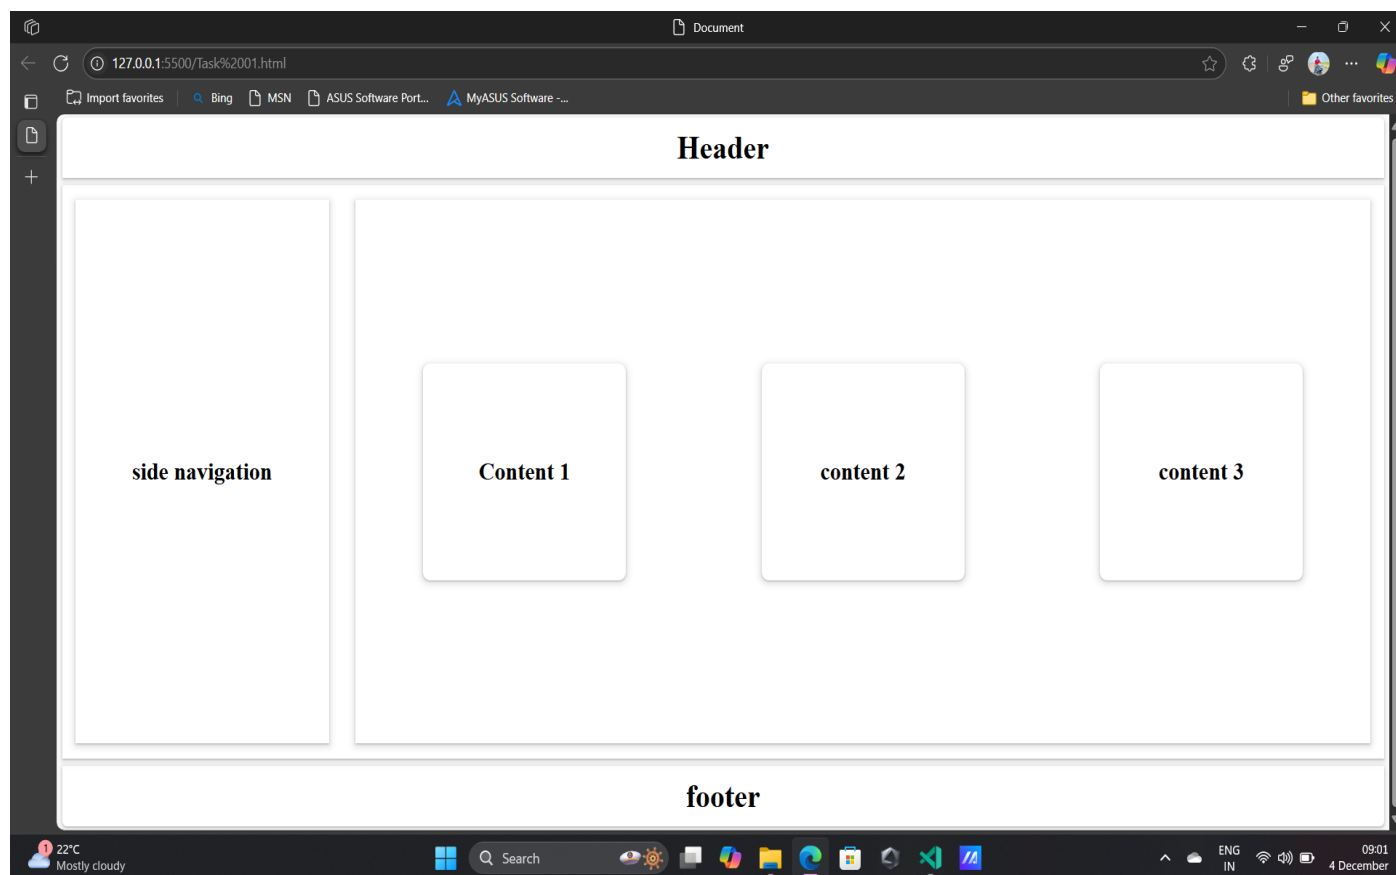 Document
127.0.0.1:5500/Task%2001.html
Import favorites Bing MSN ASUS Software Port... MyASUS Software -... Other favorites
Header
side navigation
Content 1 content 2 content 3
footer
1 22°C
Mostly cloudy
Search
ENG
IN
09:01
4 December